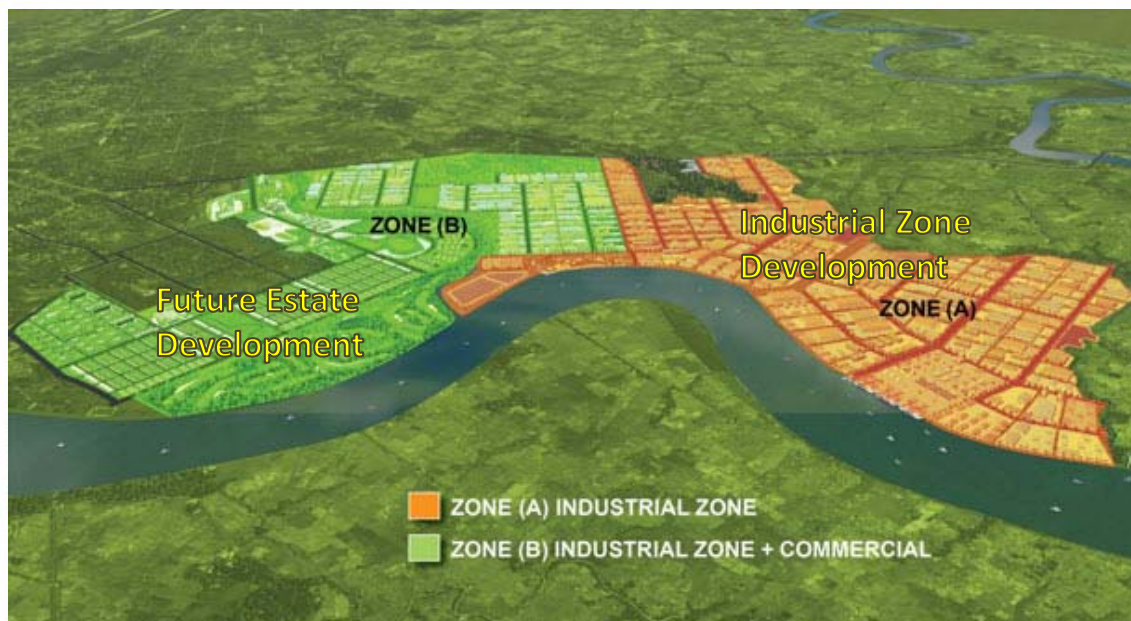 ZONE (B)
Industrial Zone
Development
Future Estate
Development
ZONE (A)
ZONE (A) INDUSTRIAL ZONE
ZONE (B) INDUSTRIAL ZONE + COMMERCIAL